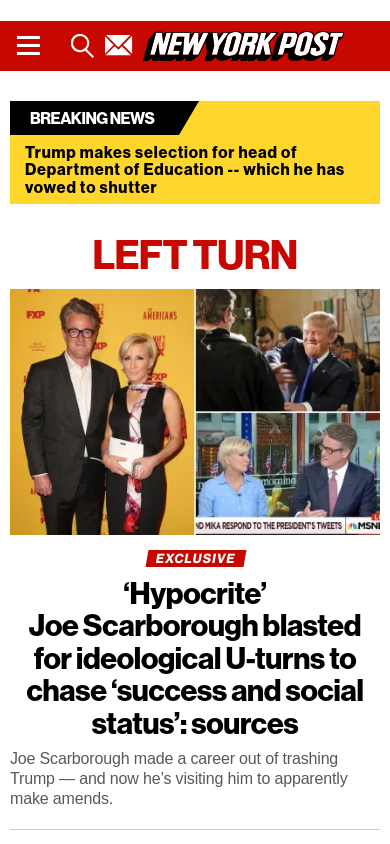 NEW YORK POST
BREAKING NEWS
Trump makes selection for head of
Department of Education -- which he has
vowed to shutter
LEFT TURN
FXP
THE
AMERICANS
FXP
FXP
morning
ND MIKA RESPOND TO THE PRESIDENT'S TWEETS
MSN
EXCLUSIVE
‘Hypocrite’
Joe Scarborough blasted
for ideological U-turns to
chase ‘success and social
status’: sources
Joe Scarborough made a career out of trashing
Trump — and now he’s visiting him to apparently
make amends.